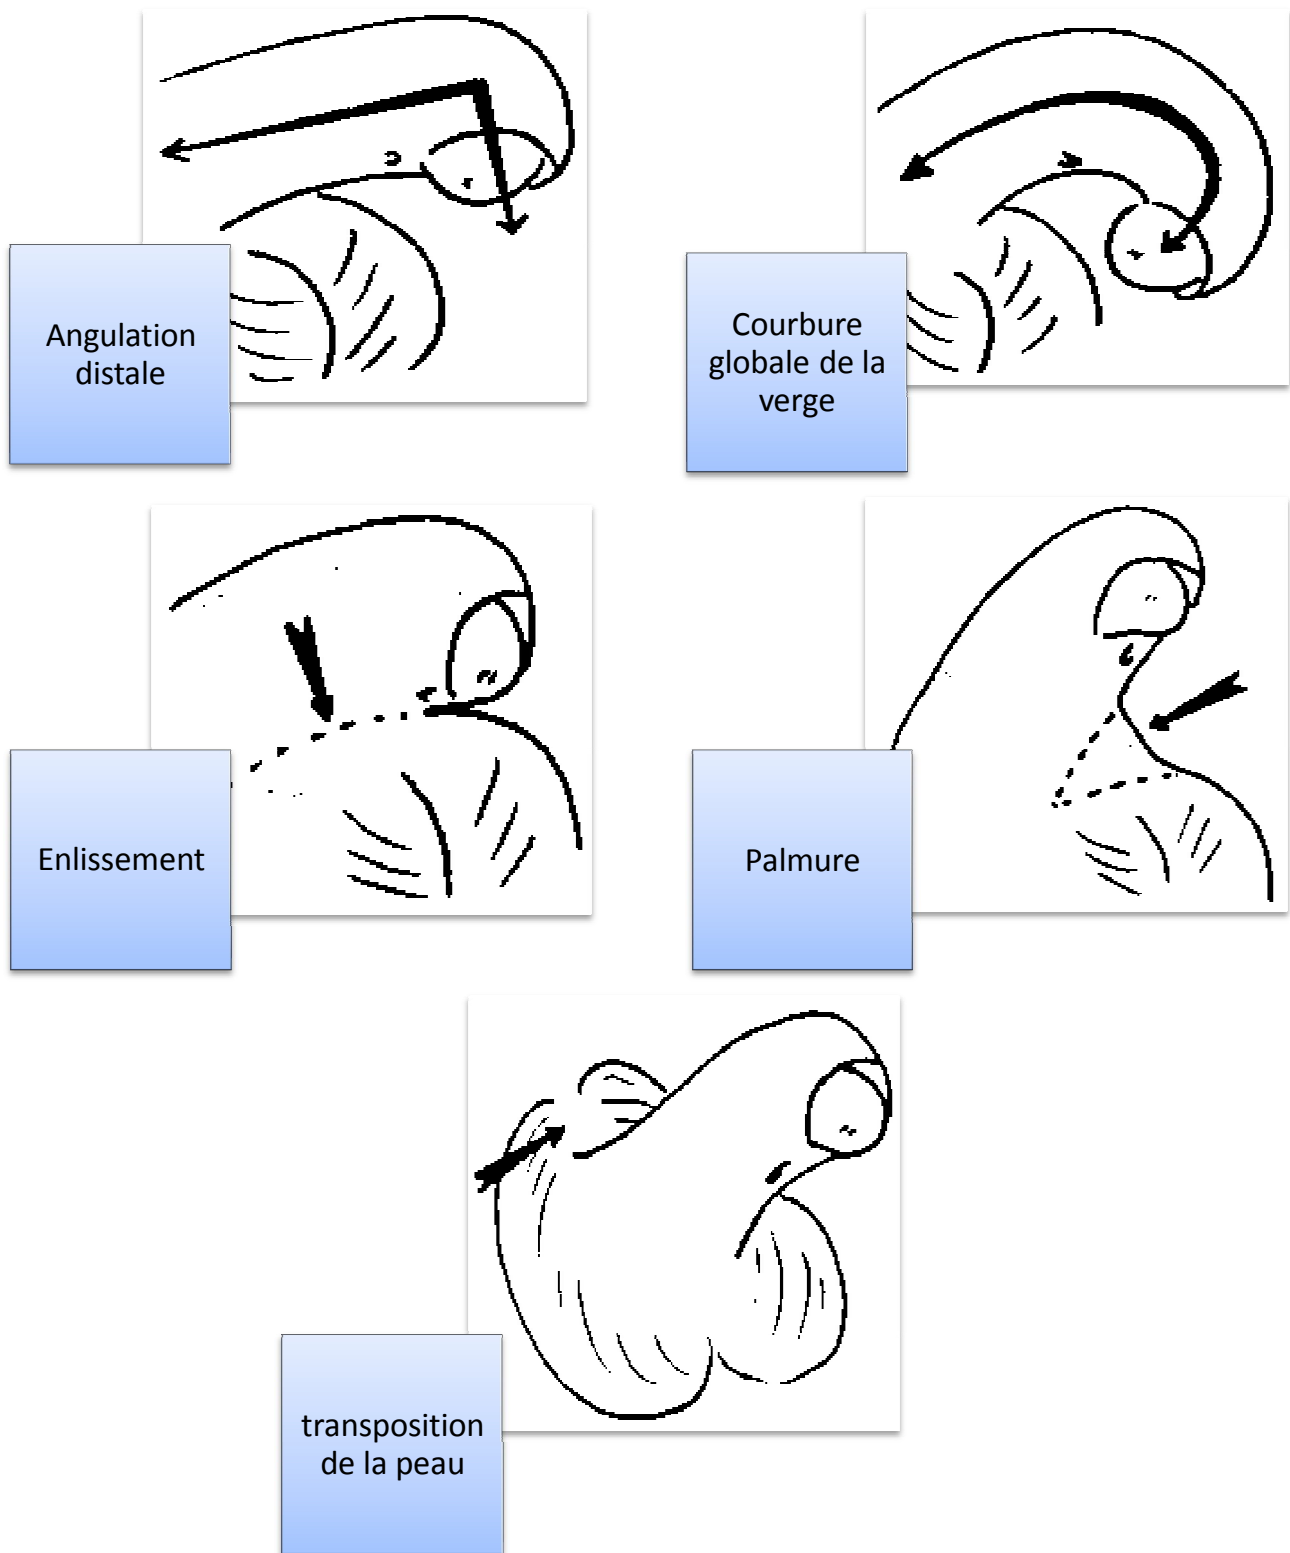 Angulation
distale
Courbure
globale de la
verge
Enlissement
Palmure
transposition
de la peau